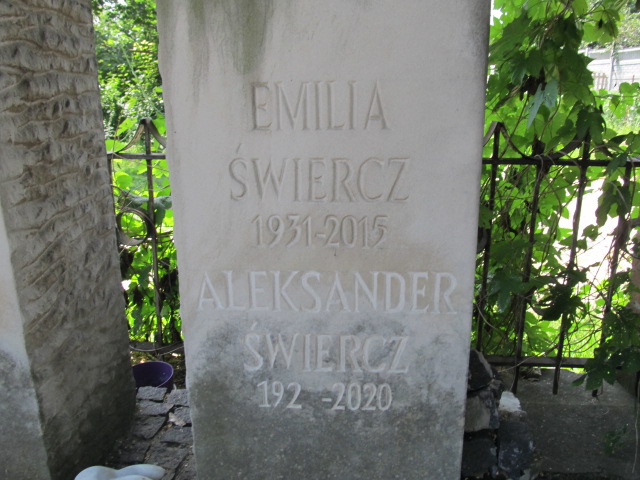 EMILIA
ŚWIERCZ
1931-2015
ALEKSANDER
ŚWIERCZ
192 -2020